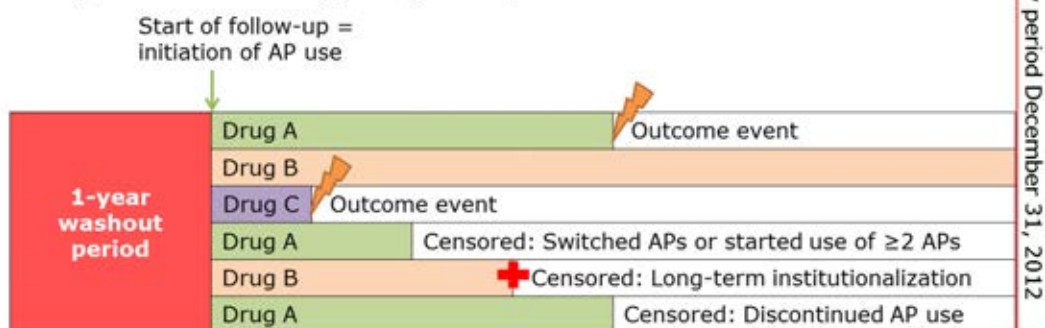 Start of follow-up =
initiation of AP use
Drug A
Outcome event
Drug B
1-year
washout
period
Drug C
Outcome event
Drug A
Censored: Switched APs or started use of ≥2 APs
Drug B
Censored: Long-term institutionalization
Drug A
Censored: Discontinued AP use
period December 31, 2012